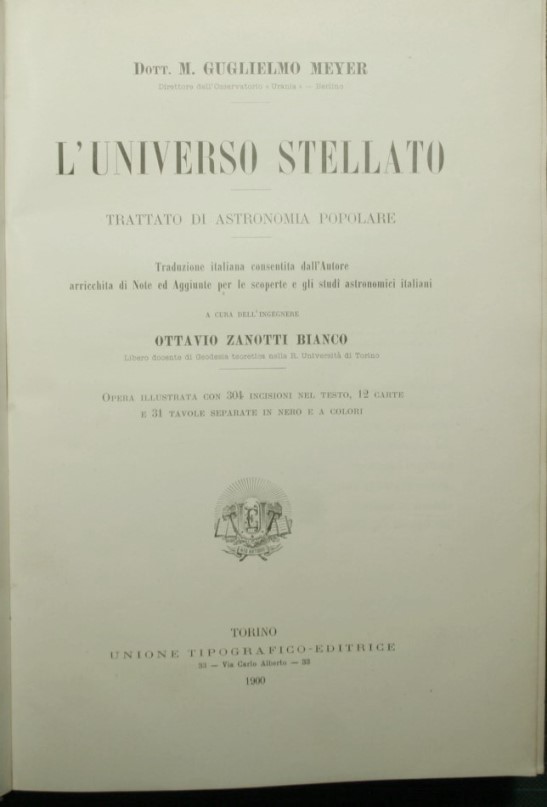 Dott. M. GUGLIELMO MEYER
Direttore dell'Osservatorio « Urania » — Berlino
L'UNIVERSO STELLATO
TRATTATO DI ASTRONOMIA POPOLARE
Traduzione italiana consentita dall'Autore
arricchita di Note ed Aggiunte per le scoperte e gli studi astronomici italiani
A CURA DELL'INGEGNERE
OTTAVIO ZANOTTI BIANCO
Libero docente di Geodesia teoretica nella R. Università di Torino
Opera illustrata con 304 incisioni nel testo, 12 carte
e 31 tavole separate in nero e a colori
TORINO
UNIONE TIPOGRAFICO-EDITRICE
33 — Via Carlo Alberto — 33
1900